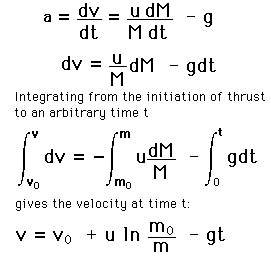 a = dv/dt = u dM/M dt - g
dv = u/M dM - gdt
Integrating from the initiation of thrust
to an arbitrary time t
∫_{v₀}^{v} dv = -∫_{m₀}^{m} u dM/M - ∫_{0}^{t} gdt
gives the velocity at time t:
v = v₀ + u ln m₀/m - gt